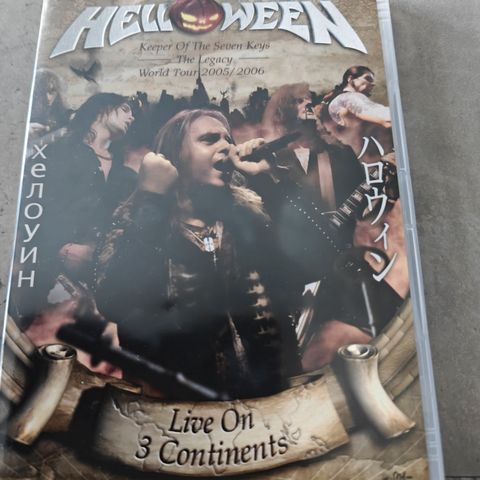 HELLOWEEN
Keeper Of The Seven Keys
The Legacy
World Tour 2005/2006
хелоуин
ハロウィン
Live On
3 Continents